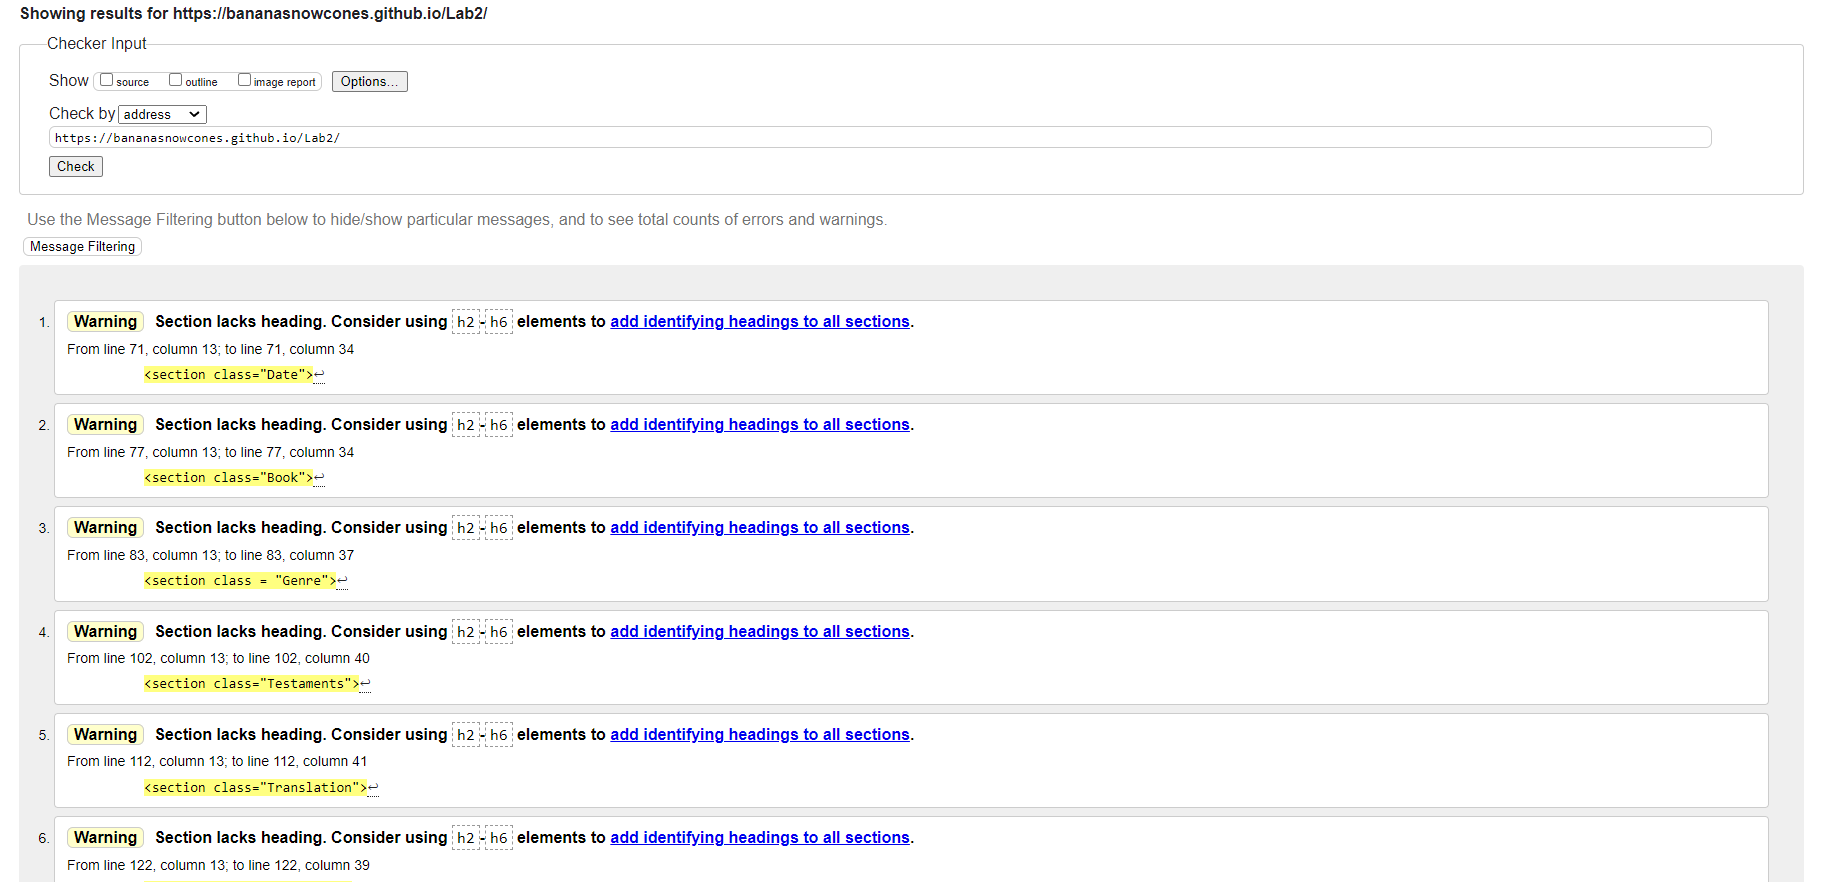 Showing results for https://bananasnowcones.github.io/Lab2/
Checker Input
Show source outline image report Options...
Check by address
https://bananasnowcones.github.io/Lab2/
Check
Use the Message Filtering button below to hide/show particular messages, and to see total counts of errors and warnings.
Message Filtering
1. Warning Section lacks heading. Consider using h2-h6 elements to add identifying headings to all sections.
From line 71, column 13; to line 71, column 34
<section class="Date">↩
2. Warning Section lacks heading. Consider using h2-h6 elements to add identifying headings to all sections.
From line 77, column 13; to line 77, column 34
<section class="Book">↩
3. Warning Section lacks heading. Consider using h2-h6 elements to add identifying headings to all sections.
From line 83, column 13; to line 83, column 37
<section class = "Genre">↩
4. Warning Section lacks heading. Consider using h2-h6 elements to add identifying headings to all sections.
From line 102, column 13; to line 102, column 40
<section class="Testaments">↩
5. Warning Section lacks heading. Consider using h2-h6 elements to add identifying headings to all sections.
From line 112, column 13; to line 112, column 41
<section class="Translation">↩
6. Warning Section lacks heading. Consider using h2-h6 elements to add identifying headings to all sections.
From line 122, column 13; to line 122, column 39